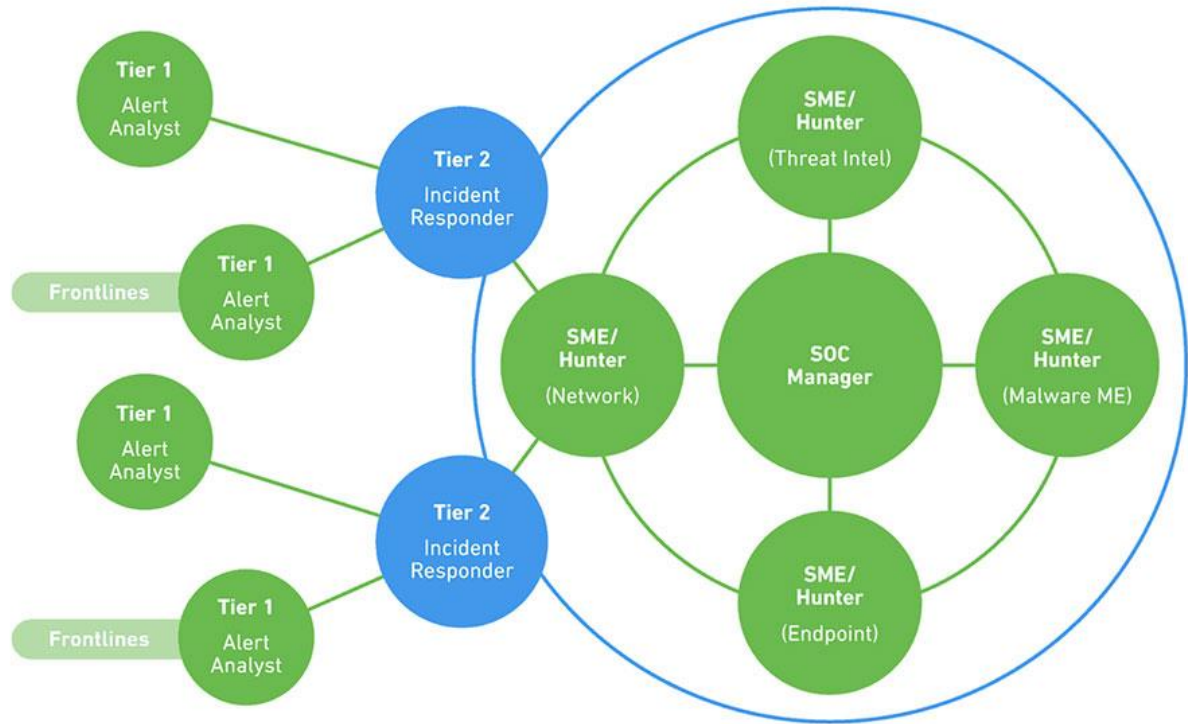 Tier 1
Alert
Analyst
Tier 2
Incident
Responder
Frontlines
Tier 1
Alert
Analyst
Tier 1
Alert
Analyst
Tier 2
Incident
Responder
Frontlines
Tier 1
Alert
Analyst
SME/
Hunter
(Threat Intel)
SME/
Hunter
(Network)
SOC
Manager
SME/
Hunter
(Malware ME)
SME/
Hunter
(Endpoint)